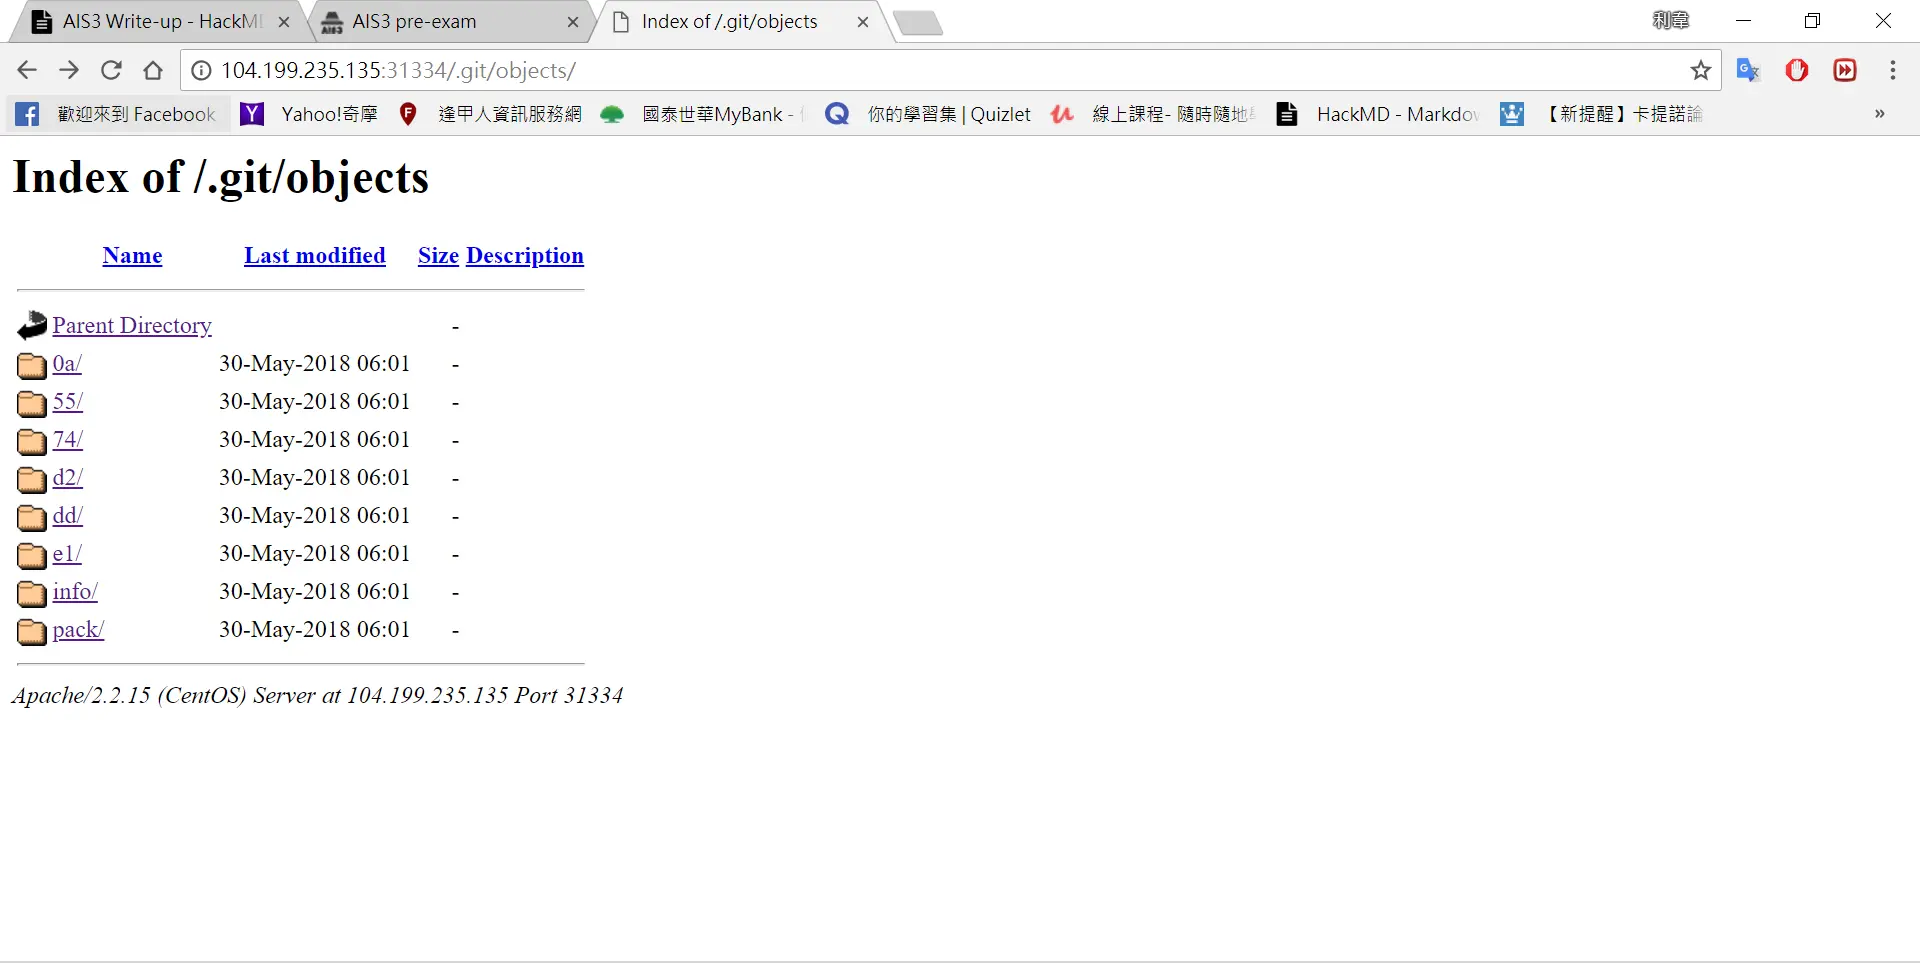 AIS3 Write-up - HackM
AIS3 pre-exam
Index of /.git/objects
利韋
104.199.235.135:31334/.git/objects/
歡迎來到 Facebook
Yahoo!奇摩
逢甲人資訊服務網
國泰世華MyBank -
你的學習集 | Quizlet
線上課程- 隨時隨地
HackMD - Markdo
【新提醒】卡提諾論
»
Index of /.git/objects
Name Last modified Size Description
Parent Directory -
0a/ 30-May-2018 06:01 -
55/ 30-May-2018 06:01 -
74/ 30-May-2018 06:01 -
d2/ 30-May-2018 06:01 -
dd/ 30-May-2018 06:01 -
e1/ 30-May-2018 06:01 -
info/ 30-May-2018 06:01 -
pack/ 30-May-2018 06:01 -
Apache/2.2.15 (CentOS) Server at 104.199.235.135 Port 31334